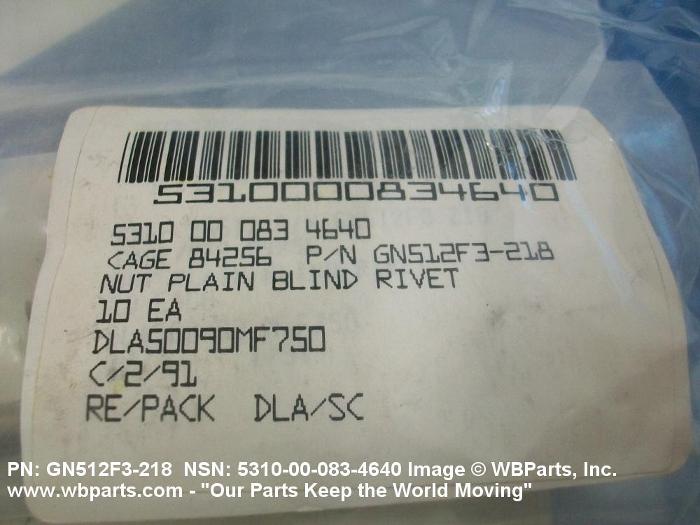 5310000834640
5310 00 083 4640
CAGE 84256 P/N GN512F3-218
NUT PLAIN BLIND RIVET
10 EA
DLA50090MF750
C/2/91
RE/PACK DLA/SC
PN: GN512F3-218 NSN: 5310-00-083-4640 Image © WBParts, Inc.
www.wbparts.com - "Our Parts Keep the World Moving"